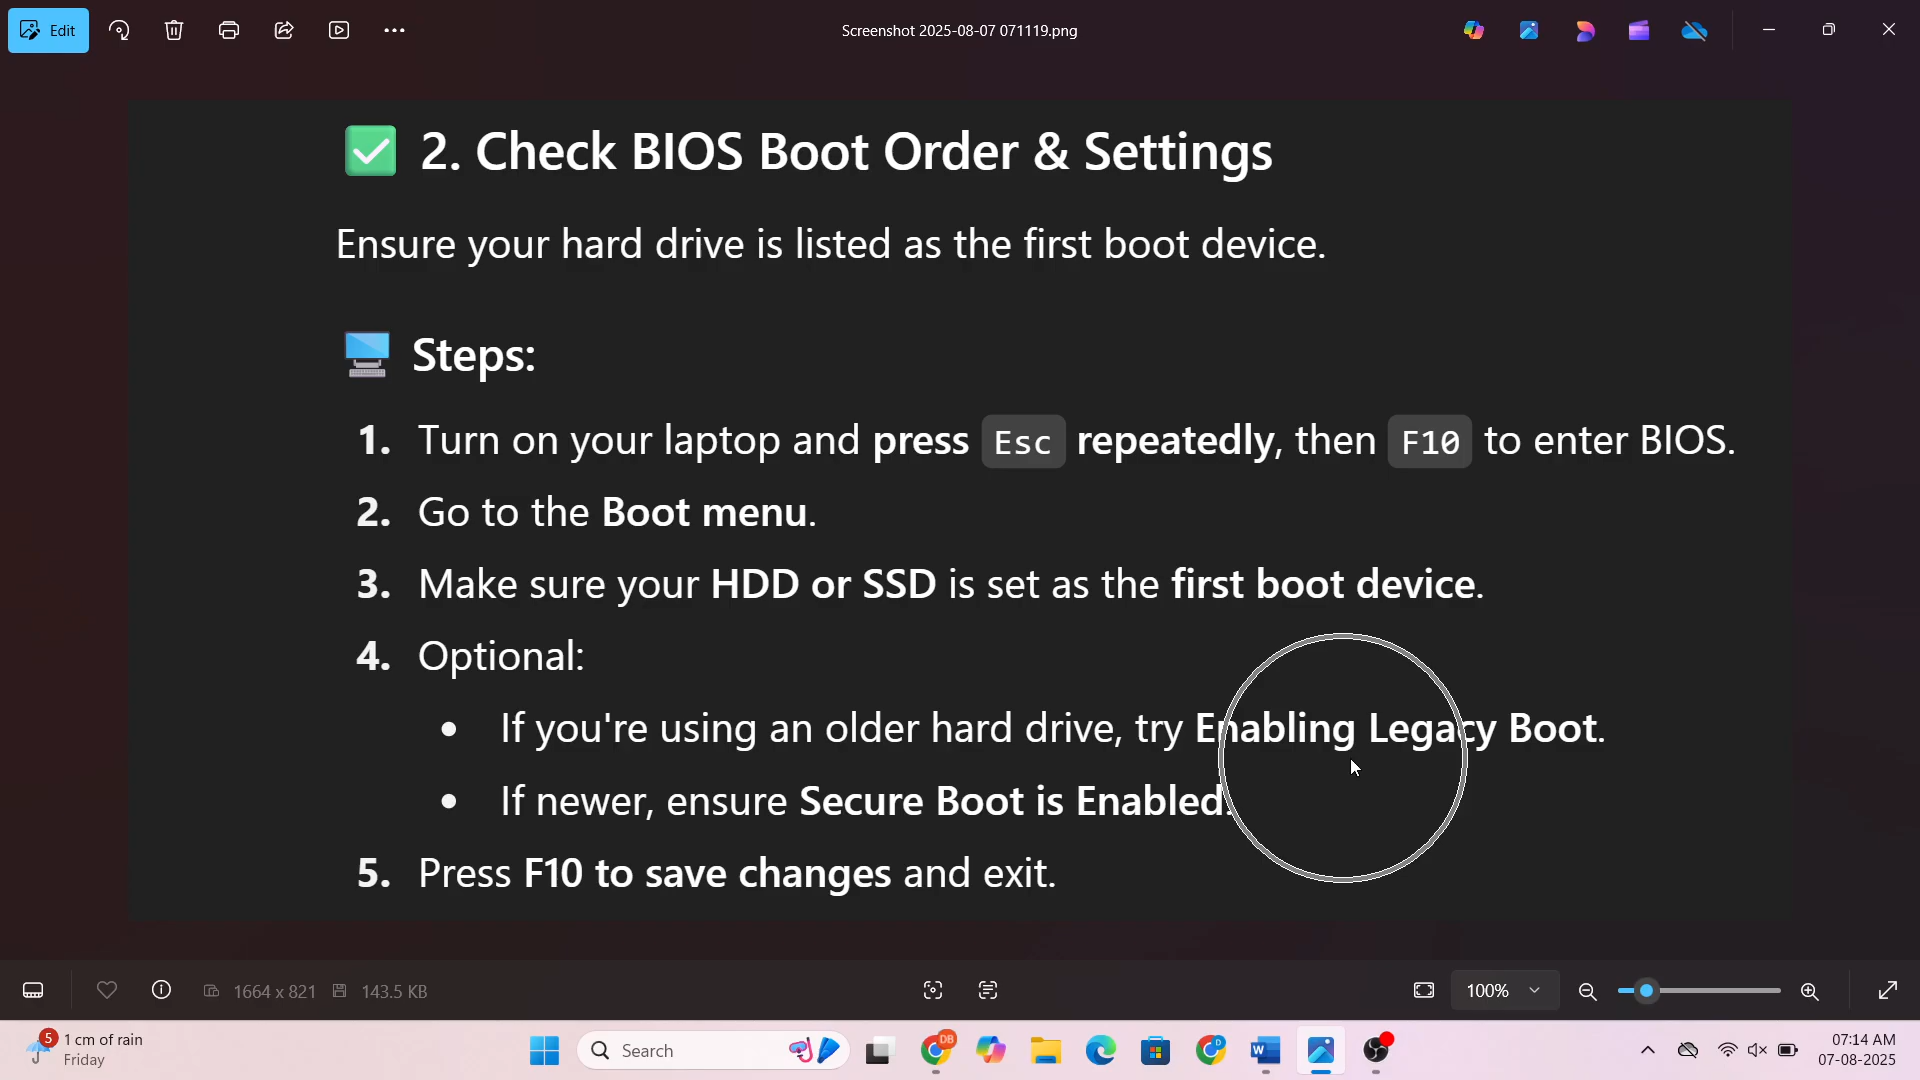 Edit
Screenshot 2025-08-07 071119.png
2. Check BIOS Boot Order & Settings
Ensure your hard drive is listed as the first boot device.
Steps:
1. Turn on your laptop and press Esc repeatedly, then F10 to enter BIOS.
2. Go to the Boot menu.
3. Make sure your HDD or SSD is set as the first boot device.
4. Optional:
• If you're using an older hard drive, try Enabling Legacy Boot.
• If newer, ensure Secure Boot is Enabled.
5. Press F10 to save changes and exit.
1664 x 821 143.5 KB
100%
5
1 cm of rain
Friday
Search
DB
07:14 AM
07-08-2025